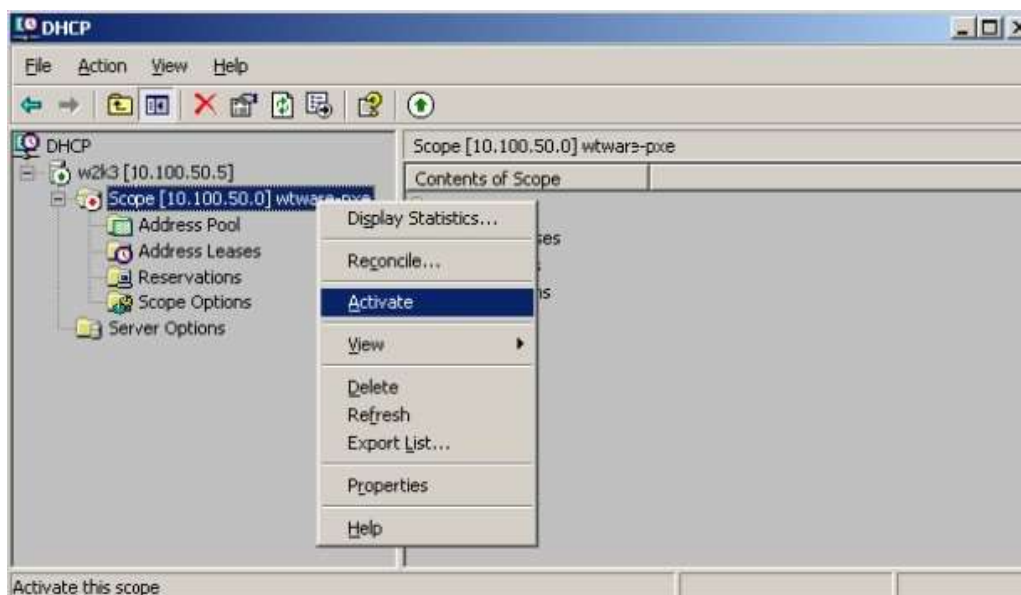 DHCP
File Action View Help
DHCP
w2k3 [10.100.50.5]
Scope [10.100.50.0] wtware-pxe
Address Pool
Address Leases
Reservations
Scope Options
Server Options
Scope [10.100.50.0] wtware-pxe
Contents of Scope
ses
s
ns
Display Statistics...
Reconcile...
Activate
View
Delete
Refresh
Export List...
Properties
Help
Activate this scope